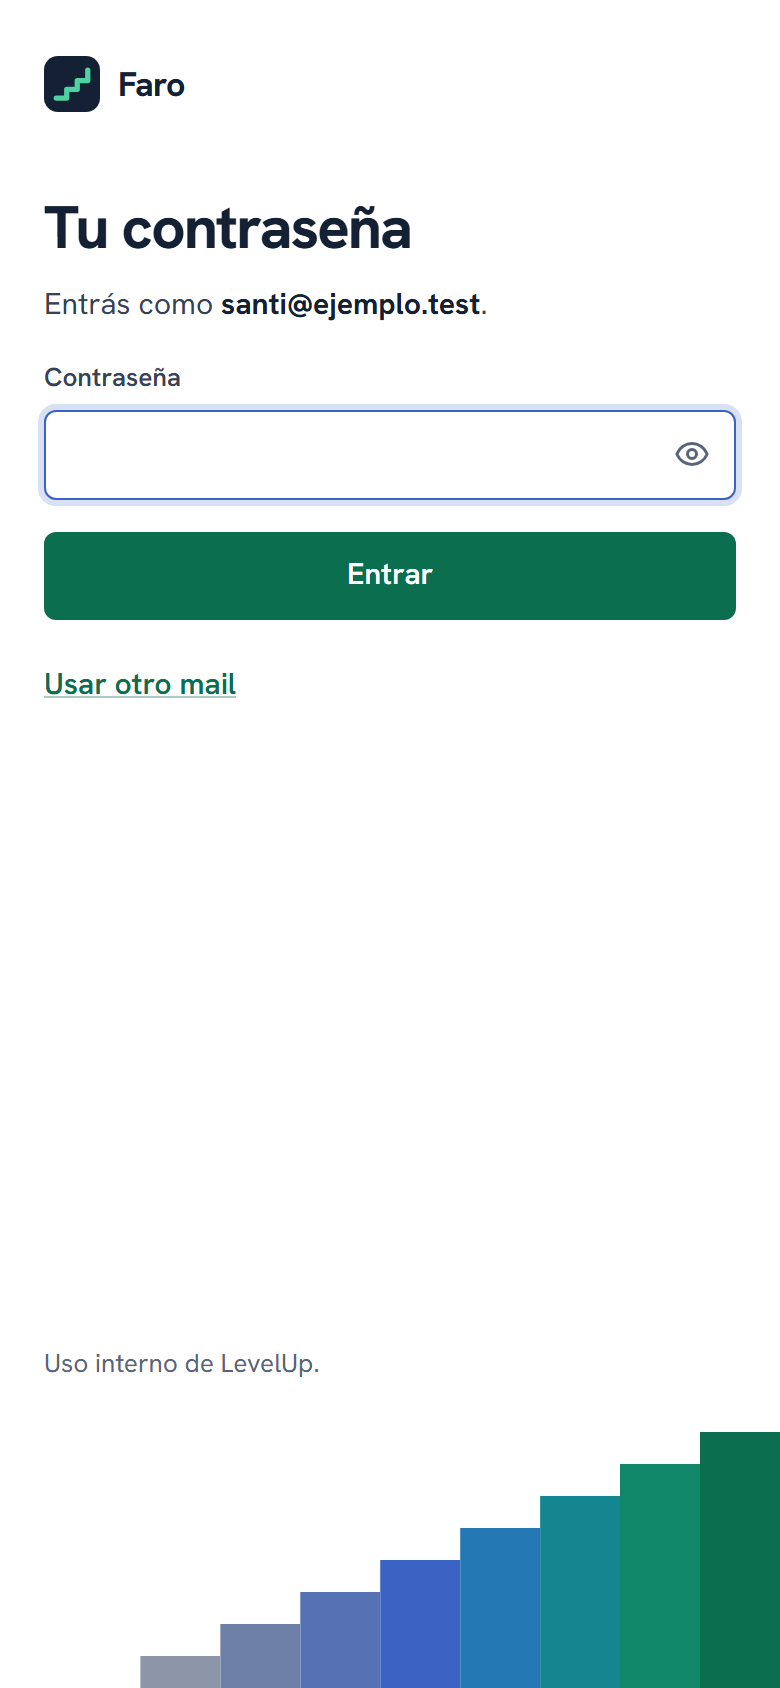 Faro
Tu contraseña
Entrás como santi@ejemplo.test.
Contraseña
Entrar
Usar otro mail
Uso interno de LevelUp.